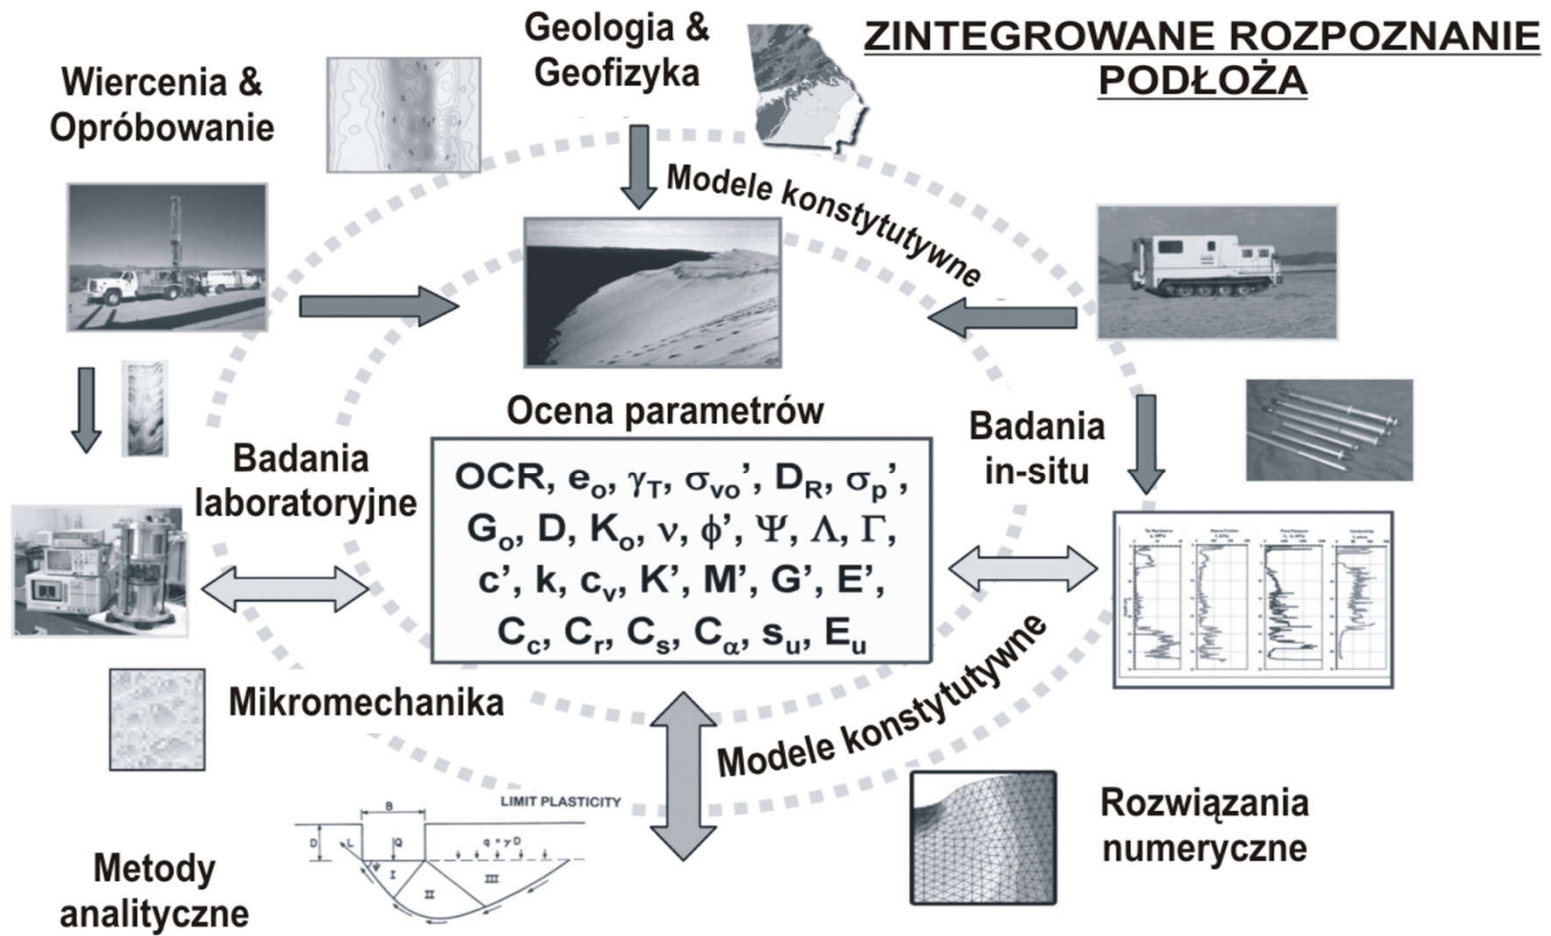 ZINTEGROWANE ROZPOZNANIE
PODŁOŻA
Geologia &
Geofizyka
Wiercenia &
Opróbowanie
Modele konstytutywne
Ocena parametrów
OCR, eₒ, γT, σvo', DR, σp',
Gₒ, D, Kₒ, ν, ϕ', Ψ, Λ, Γ,
c', k, cv, K', M', G', E',
Cc, Cr, Cs, Cα, su, Eu
Badania
laboratoryjne
Badania
in-situ
Mikromechanika
Modele konstytutywne
LIMIT PLASTICITY
B
D
L
Q
q = γ D
I
II
III
Metody
analityczne
Rozwiązania
numeryczne